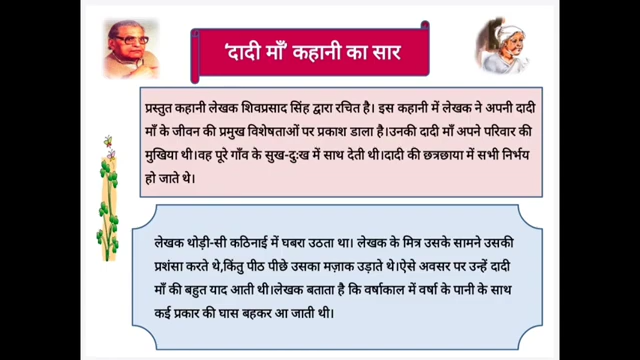 ‘दादी माँ’ कहानी का सार
प्रस्तुत कहानी लेखक शिवप्रसाद सिंह द्वारा रचित है। इस कहानी में लेखक ने अपनी दादी
माँ के जीवन की प्रमुख विशेषताओं पर प्रकाश डाला है।उनकी दादी माँ अपने परिवार की
मुखिया थी।वह पूरे गाँव के सुख-दुःख में साथ देती थी।दादी की छत्रछाया में सभी निर्भय
हो जाते थे।
लेखक थोड़ी-सी कठिनाई में घबरा उठता था। लेखक के मित्र उसके सामने उसकी
प्रशंसा करते थे,किंतु पीठ पीछे उसका मज़ाक उड़ाते थे।ऐसे अवसर पर उन्हें दादी
माँ की बहुत याद आती थी।लेखक बताता है कि वर्षाकाल में वर्षा के पानी के साथ
कई प्रकार की घास बहकर आ जाती थी।